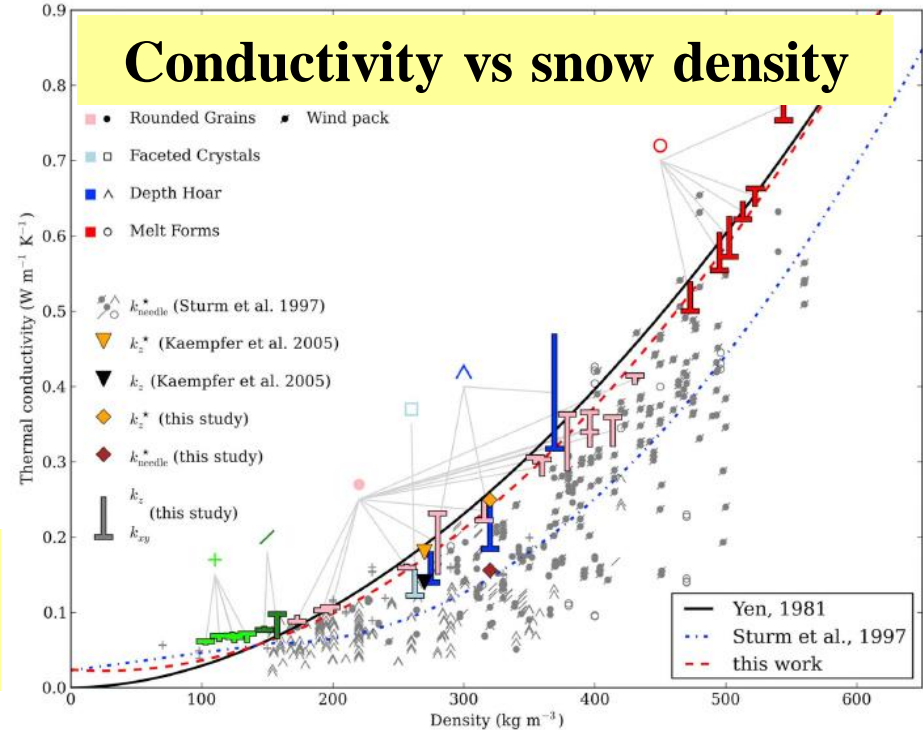 Conductivity vs snow density
Rounded Grains
Wind pack
Faceted Crystals
Depth Hoar
Melt Forms
k*needle (Sturm et al. 1997)
kz* (Kaempfer et al. 2005)
kz (Kaempfer et al. 2005)
kz* (this study)
k*needle (this study)
kz
(this study)
kxy
Yen, 1981
Sturm et al., 1997
this work
Thermal conductivity (W m⁻¹ K⁻¹)
0.9
0.8
0.7
0.6
0.5
0.4
0.3
0.2
0.1
0.0
0 100 200 300 400 500 600
Density (kg m⁻³)